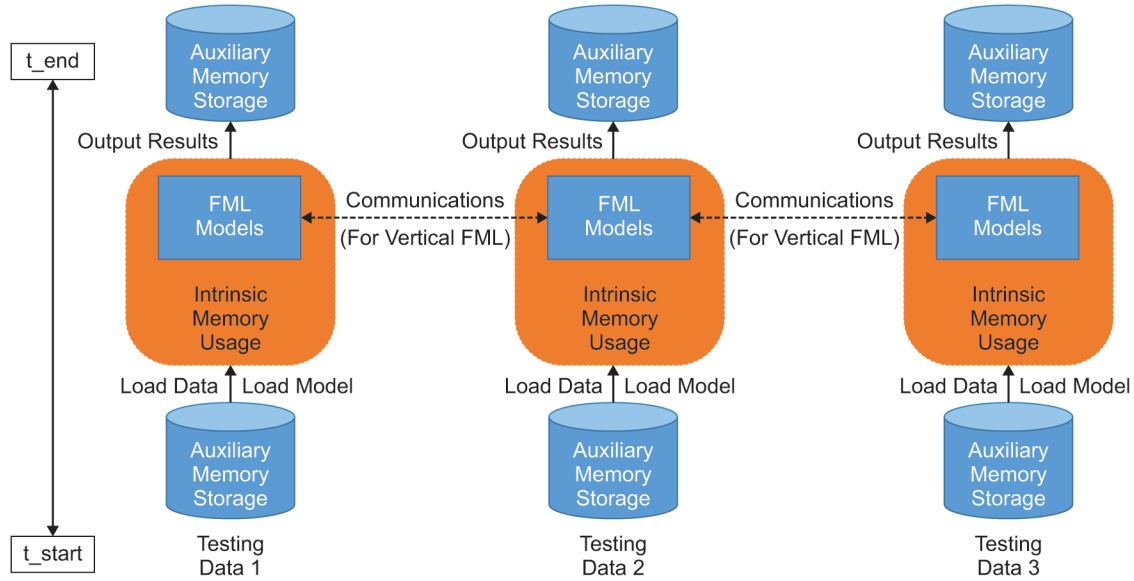 t_end
Auxiliary
Memory
Storage
Auxiliary
Memory
Storage
Auxiliary
Memory
Storage
Output Results
Output Results
Output Results
FML
Models
Communications
(For Vertical FML)
FML
Models
Communications
(For Vertical FML)
FML
Models
Intrinsic
Memory
Usage
Intrinsic
Memory
Usage
Intrinsic
Memory
Usage
Load Data
Load Model
Load Data
Load Model
Load Data
Load Model
Auxiliary
Memory
Storage
Auxiliary
Memory
Storage
Auxiliary
Memory
Storage
t_start
Testing
Data 1
Testing
Data 2
Testing
Data 3